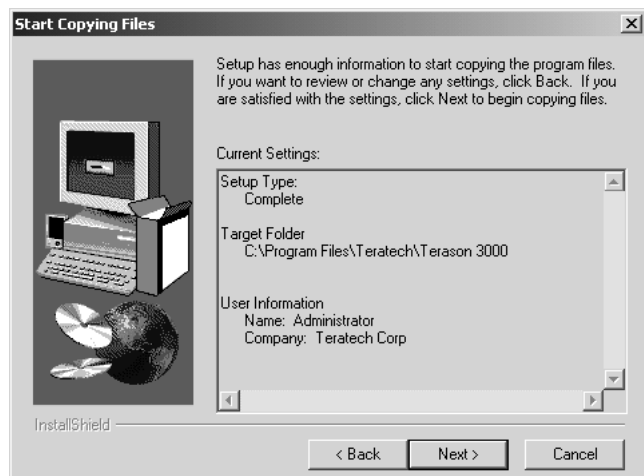 Start Copying Files
Setup has enough information to start copying the program files.
If you want to review or change any settings, click Back. If you
are satisfied with the settings, click Next to begin copying files.
Current Settings:
Setup Type:
Complete
Target Folder
C:\Program Files\Teratech\Terason 3000
User Information
Name: Administrator
Company: Teratech Corp
InstallShield
< Back
Next >
Cancel